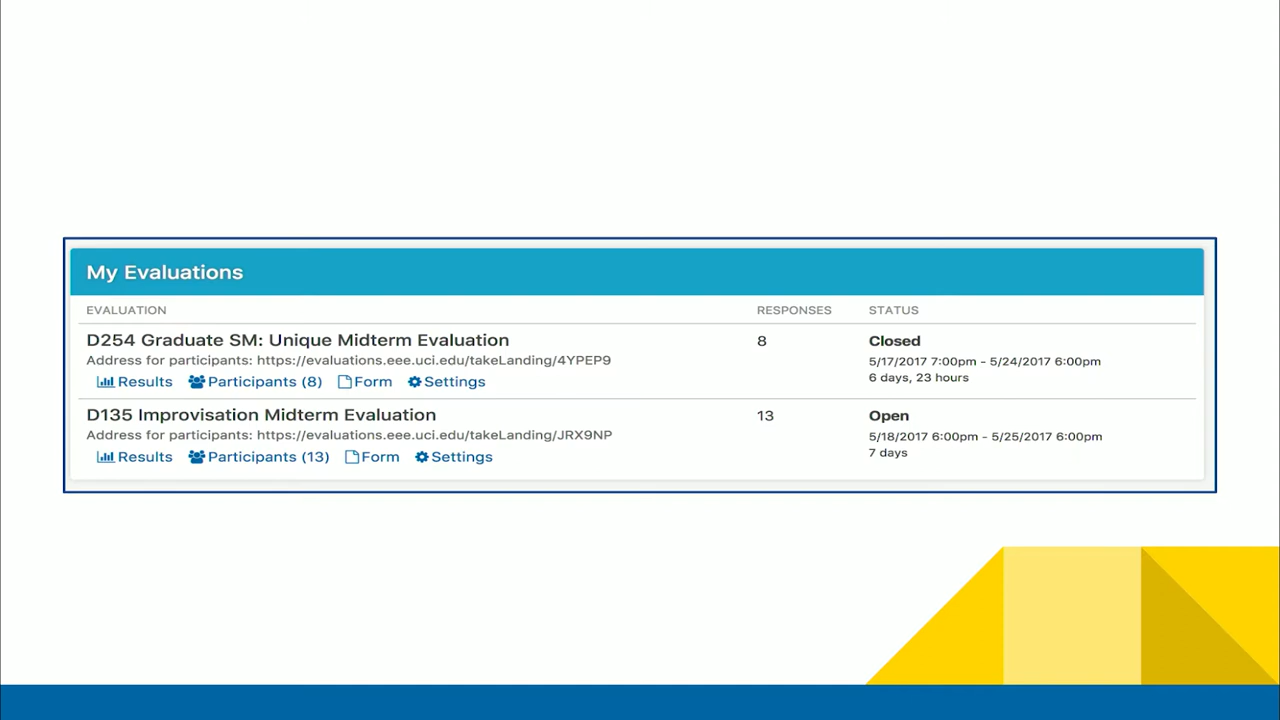 My Evaluations
EVALUATION RESPONSES STATUS
D254 Graduate SM: Unique Midterm Evaluation 8 Closed
Address for participants: https://evaluations.eee.uci.edu/takeLanding/4YPEP9 5/17/2017 7:00pm - 5/24/2017 6:00pm
Results Participants (8) Form Settings 6 days, 23 hours
D135 Improvisation Midterm Evaluation 13 Open
Address for participants: https://evaluations.eee.uci.edu/takeLanding/JRX9NP 5/18/2017 6:00pm - 5/25/2017 6:00pm
Results Participants (13) Form Settings 7 days